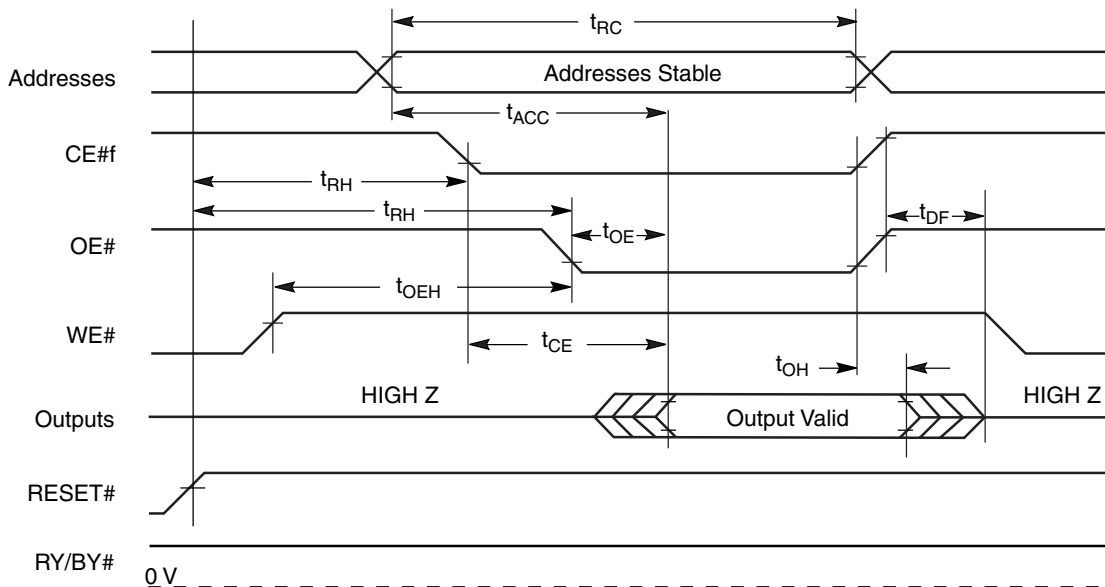 tRC
Addresses
Addresses Stable
tACC
CE#f
tRH
tRH
tDF
OE#
tOE
tOEH
WE#
tCE
tOH
HIGH Z
HIGH Z
Outputs
Output Valid
RESET#
RY/BY#
0 V